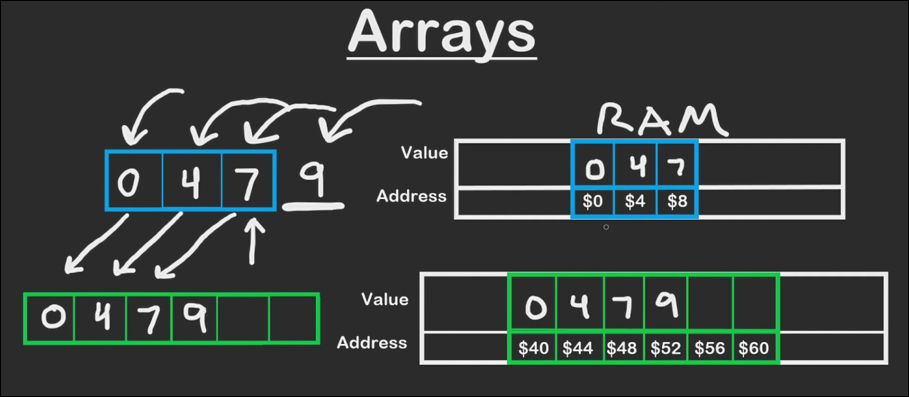 Arrays
RAM
0 4 7 9
Value 0 4 7
Address $0 $4 $8
0 4 7 9
Value 0 4 7 9
Address $40 $44 $48 $52 $56 $60